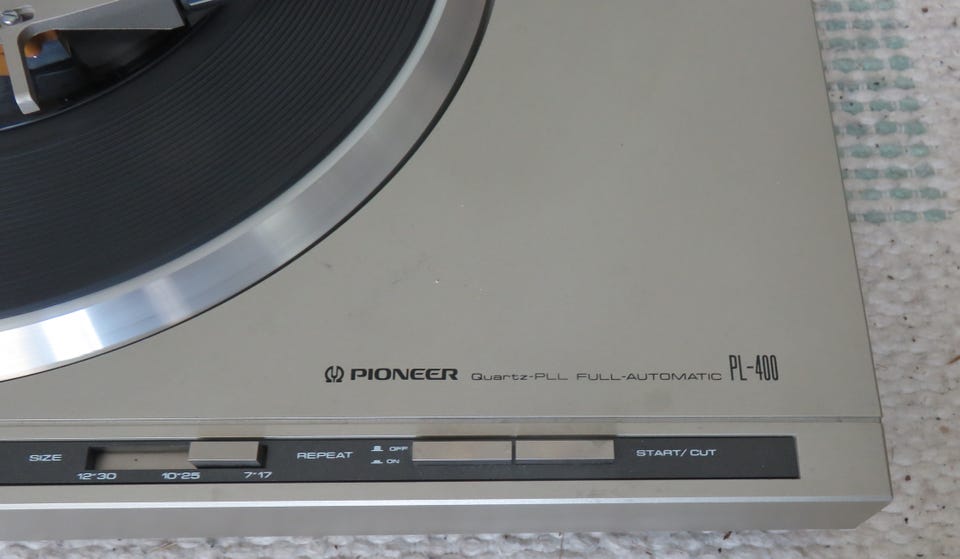 PIONEER Quartz-PLL FULL-AUTOMATIC PL-400
SIZE
12"30 10"25 7"17
REPEAT
OFF
ON
START/CUT